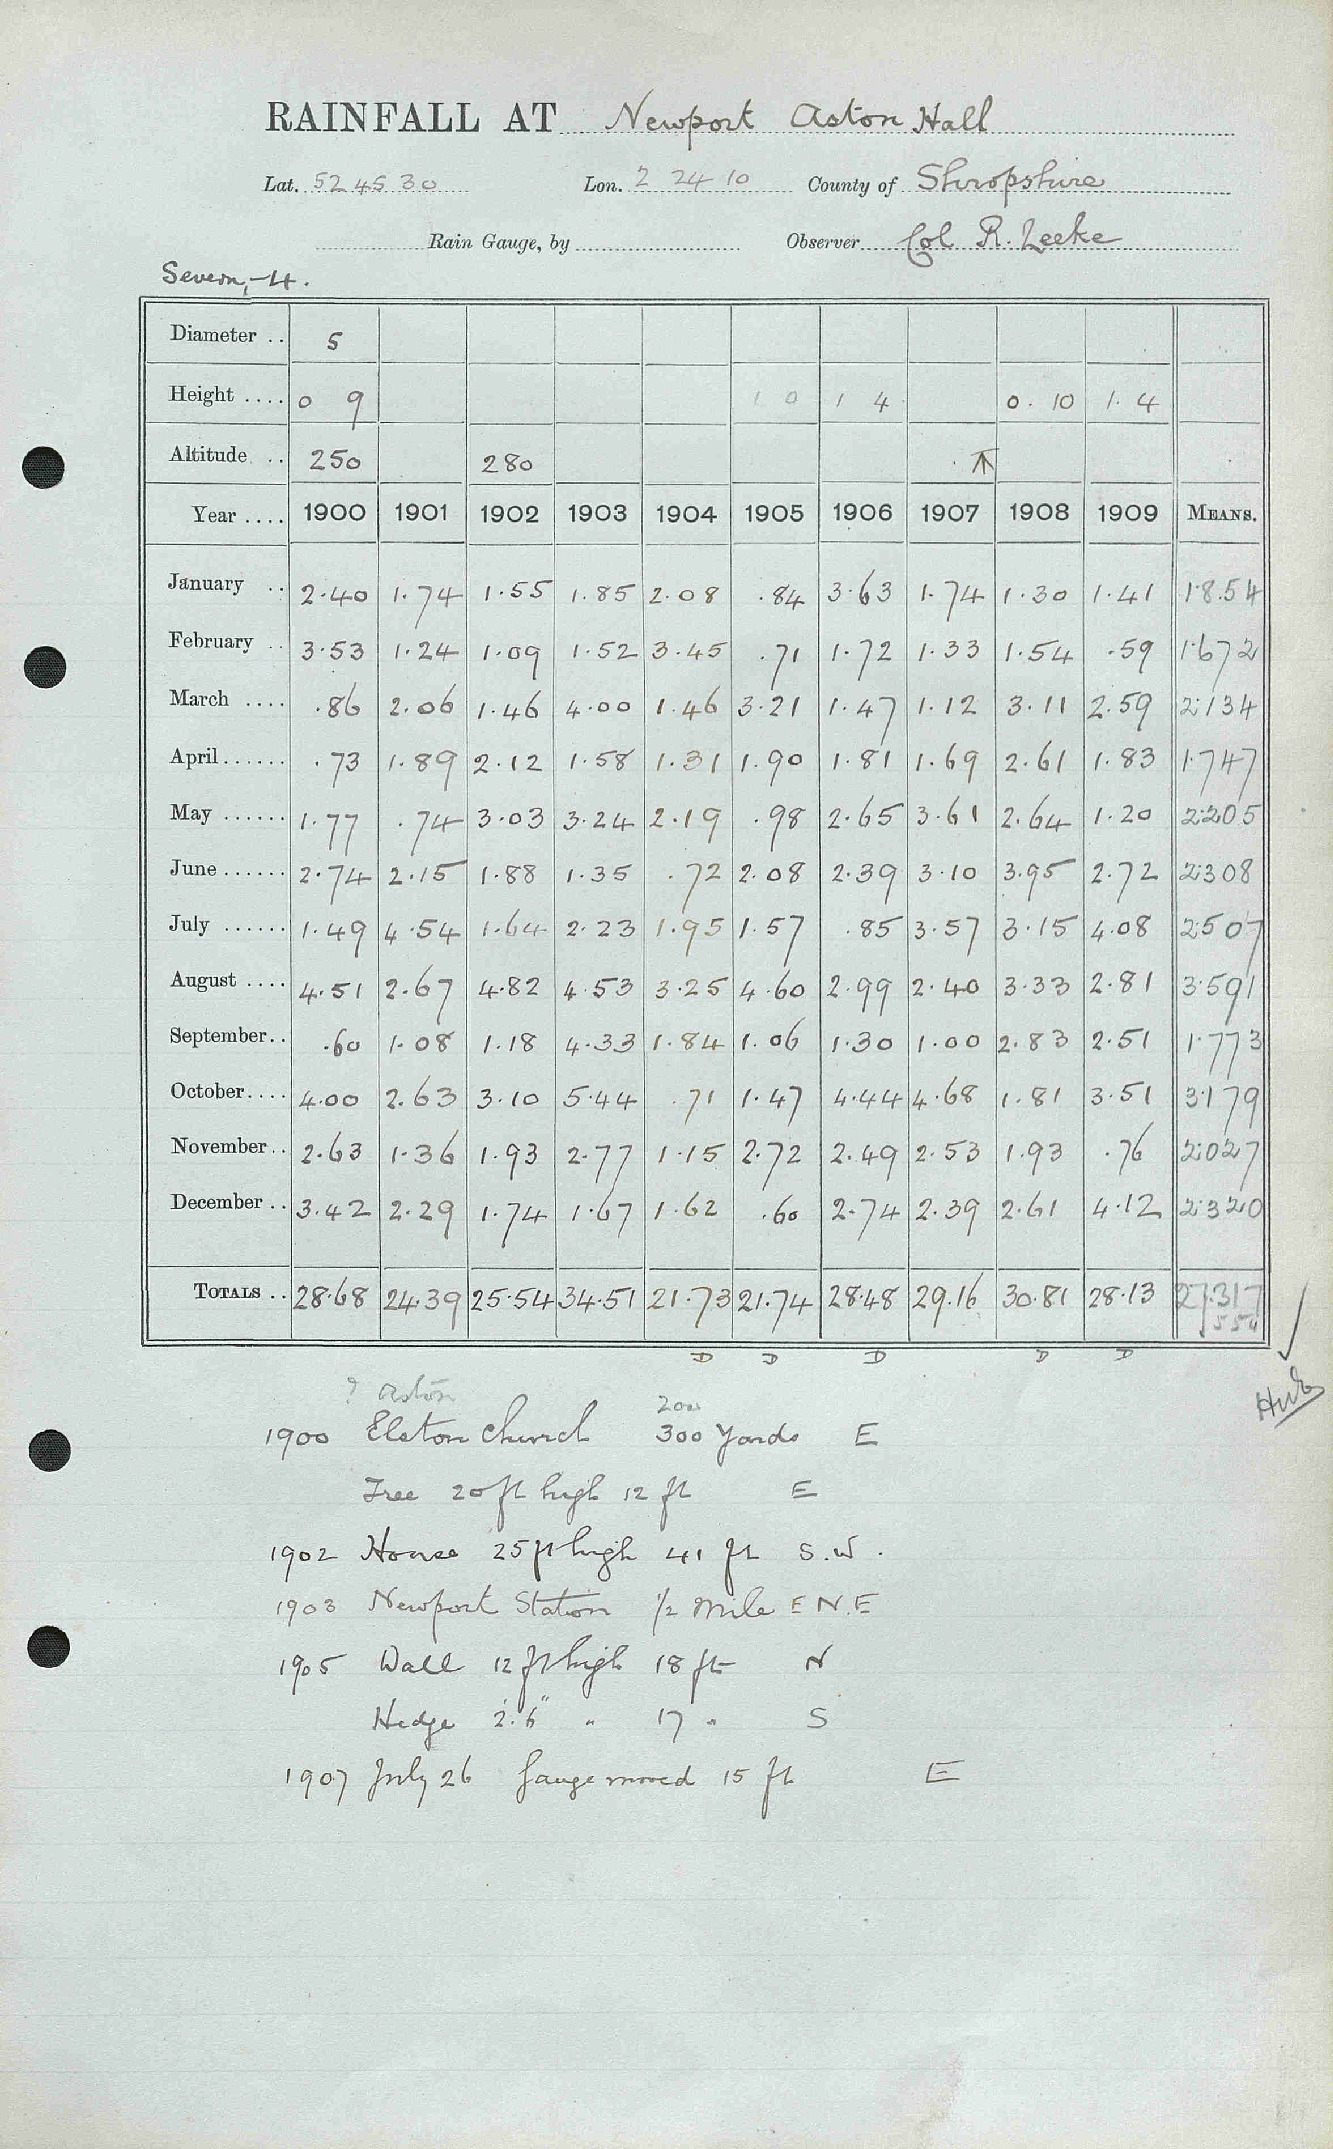 RAINFALL AT Newport Aston Hall
Lat. 52 45 30 Lon. 2 24 10 County of Shropshire
Rain Gauge, by Observer Col R. Leeke
Severn,-4.
Diameter .. 5
Height .... 0 9 1 0 1 4 0. 10 1. 4
Altitude .. 250 280 ↑
Year .... 1900 1901 1902 1903 1904 1905 1906 1907 1908 1909 MEANS.
January .. 2.40 1.74 1.55 1.85 2.08 .84 3.63 1.74 1.30 1.41 1.854
February .. 3.53 1.24 1.09 1.52 3.45 .71 1.72 1.33 1.54 .59 1.672
March .... .86 2.06 1.46 4.00 1.46 3.21 1.47 1.12 3.11 2.59 2.134
April ...... .73 1.89 2.12 1.58 1.31 1.90 1.81 1.69 2.61 1.83 1.747
May ...... 1.77 .74 3.03 3.24 2.19 .98 2.65 3.61 2.64 1.20 2.205
June ...... 2.74 2.15 1.88 1.35 .72 2.08 2.39 3.10 3.95 2.72 2.308
July ...... 1.49 4.54 1.64 2.23 1.95 1.57 .85 3.57 3.15 4.08 2.507
August .... 4.51 2.67 4.82 4.53 3.25 4.60 2.99 2.40 3.33 2.81 3.591
September.. .60 1.08 1.18 4.33 1.84 1.06 1.30 1.00 2.83 2.51 1.773
October.... 4.00 2.63 3.10 5.44 .71 1.47 4.44 4.68 1.81 3.51 3.179
November.. 2.63 1.36 1.93 2.77 1.15 2.72 2.49 2.53 1.93 .76 2.027
December .. 3.42 2.29 1.74 1.67 1.62 .60 2.74 2.39 2.61 4.12 2.320
TOTALS .. 28.68 24.39 25.54 34.51 21.73 21.74 28.48 29.16 30.81 28.13 27.317
554
D D D D D
? Aston 200
1900 Elston Church 300 Yards E
Tree 20 ft high 12 ft E
1902 House 25 ft high 41 ft S.W.
1903 Newport Station 1/2 Mile E N.E
1905 Wall 12 ft high 18 ft N
Hedge 2'.6" " 17 " S
1907 July 26 Gauge moved 15 ft E